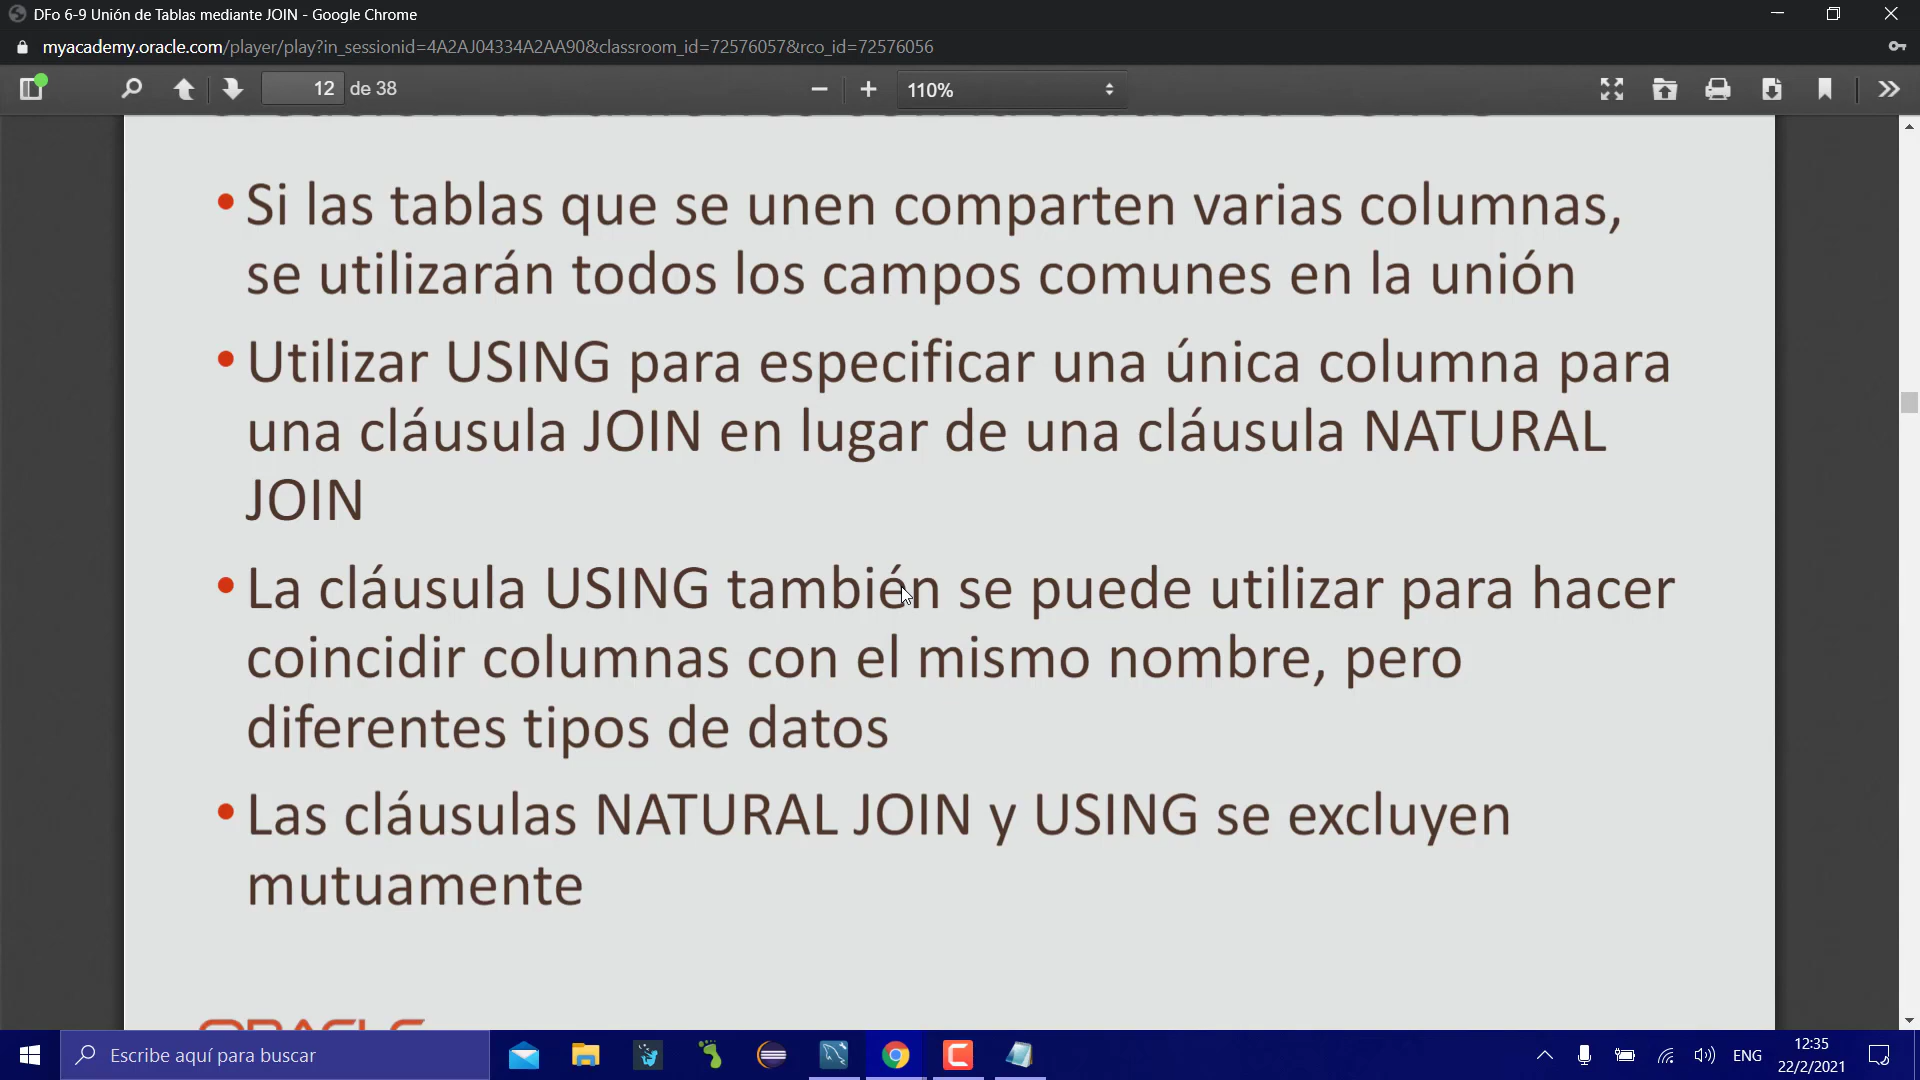 DFo 6-9 Unión de Tablas mediante JOIN - Google Chrome
myacademy.oracle.com/player/play?in_sessionid=4A2AJ04334A2AA90&classroom_id=72576057&rco_id=72576056
12 de 38
110%
•Si las tablas que se unen comparten varias columnas,
se utilizarán todos los campos comunes en la unión
•Utilizar USING para especificar una única columna para
una cláusula JOIN en lugar de una cláusula NATURAL
JOIN
•La cláusula USING también se puede utilizar para hacer
coincidir columnas con el mismo nombre, pero
diferentes tipos de datos
•Las cláusulas NATURAL JOIN y USING se excluyen
mutuamente
ORACLE
Escribe aquí para buscar
ENG
12:35
22/2/2021